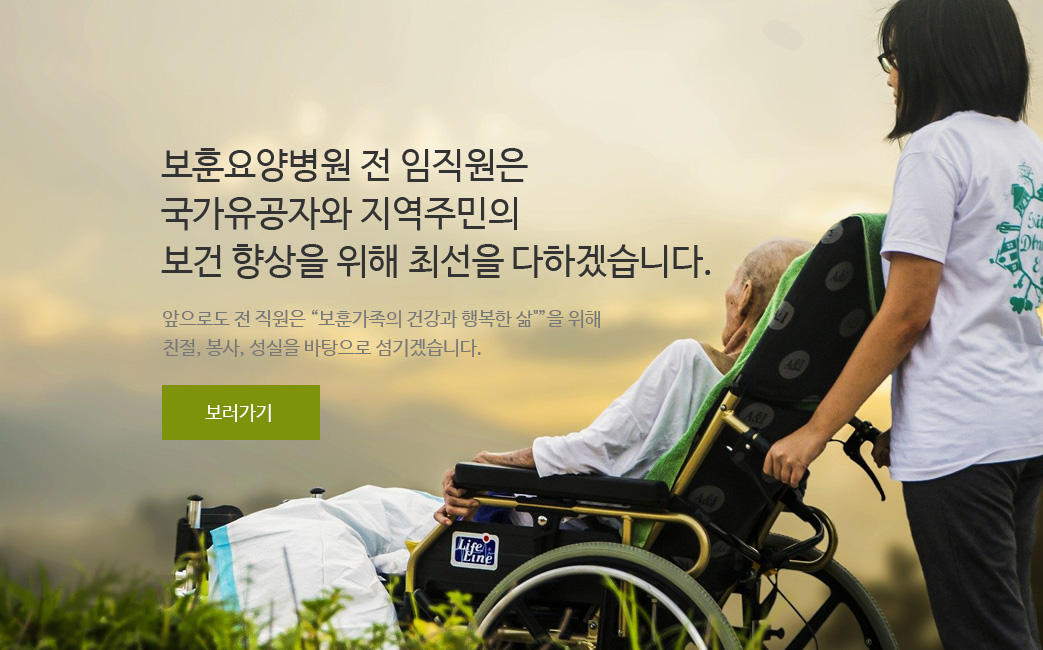 보훈요양병원 전 임직원은
국가유공자와 지역주민의
보건 향상을 위해 최선을 다하겠습니다.
앞으로도 전 직원은 “보훈가족의 건강과 행복한 삶"”을 위해
친절, 봉사, 성실을 바탕으로 섬기겠습니다.
보러가기
Life
Line